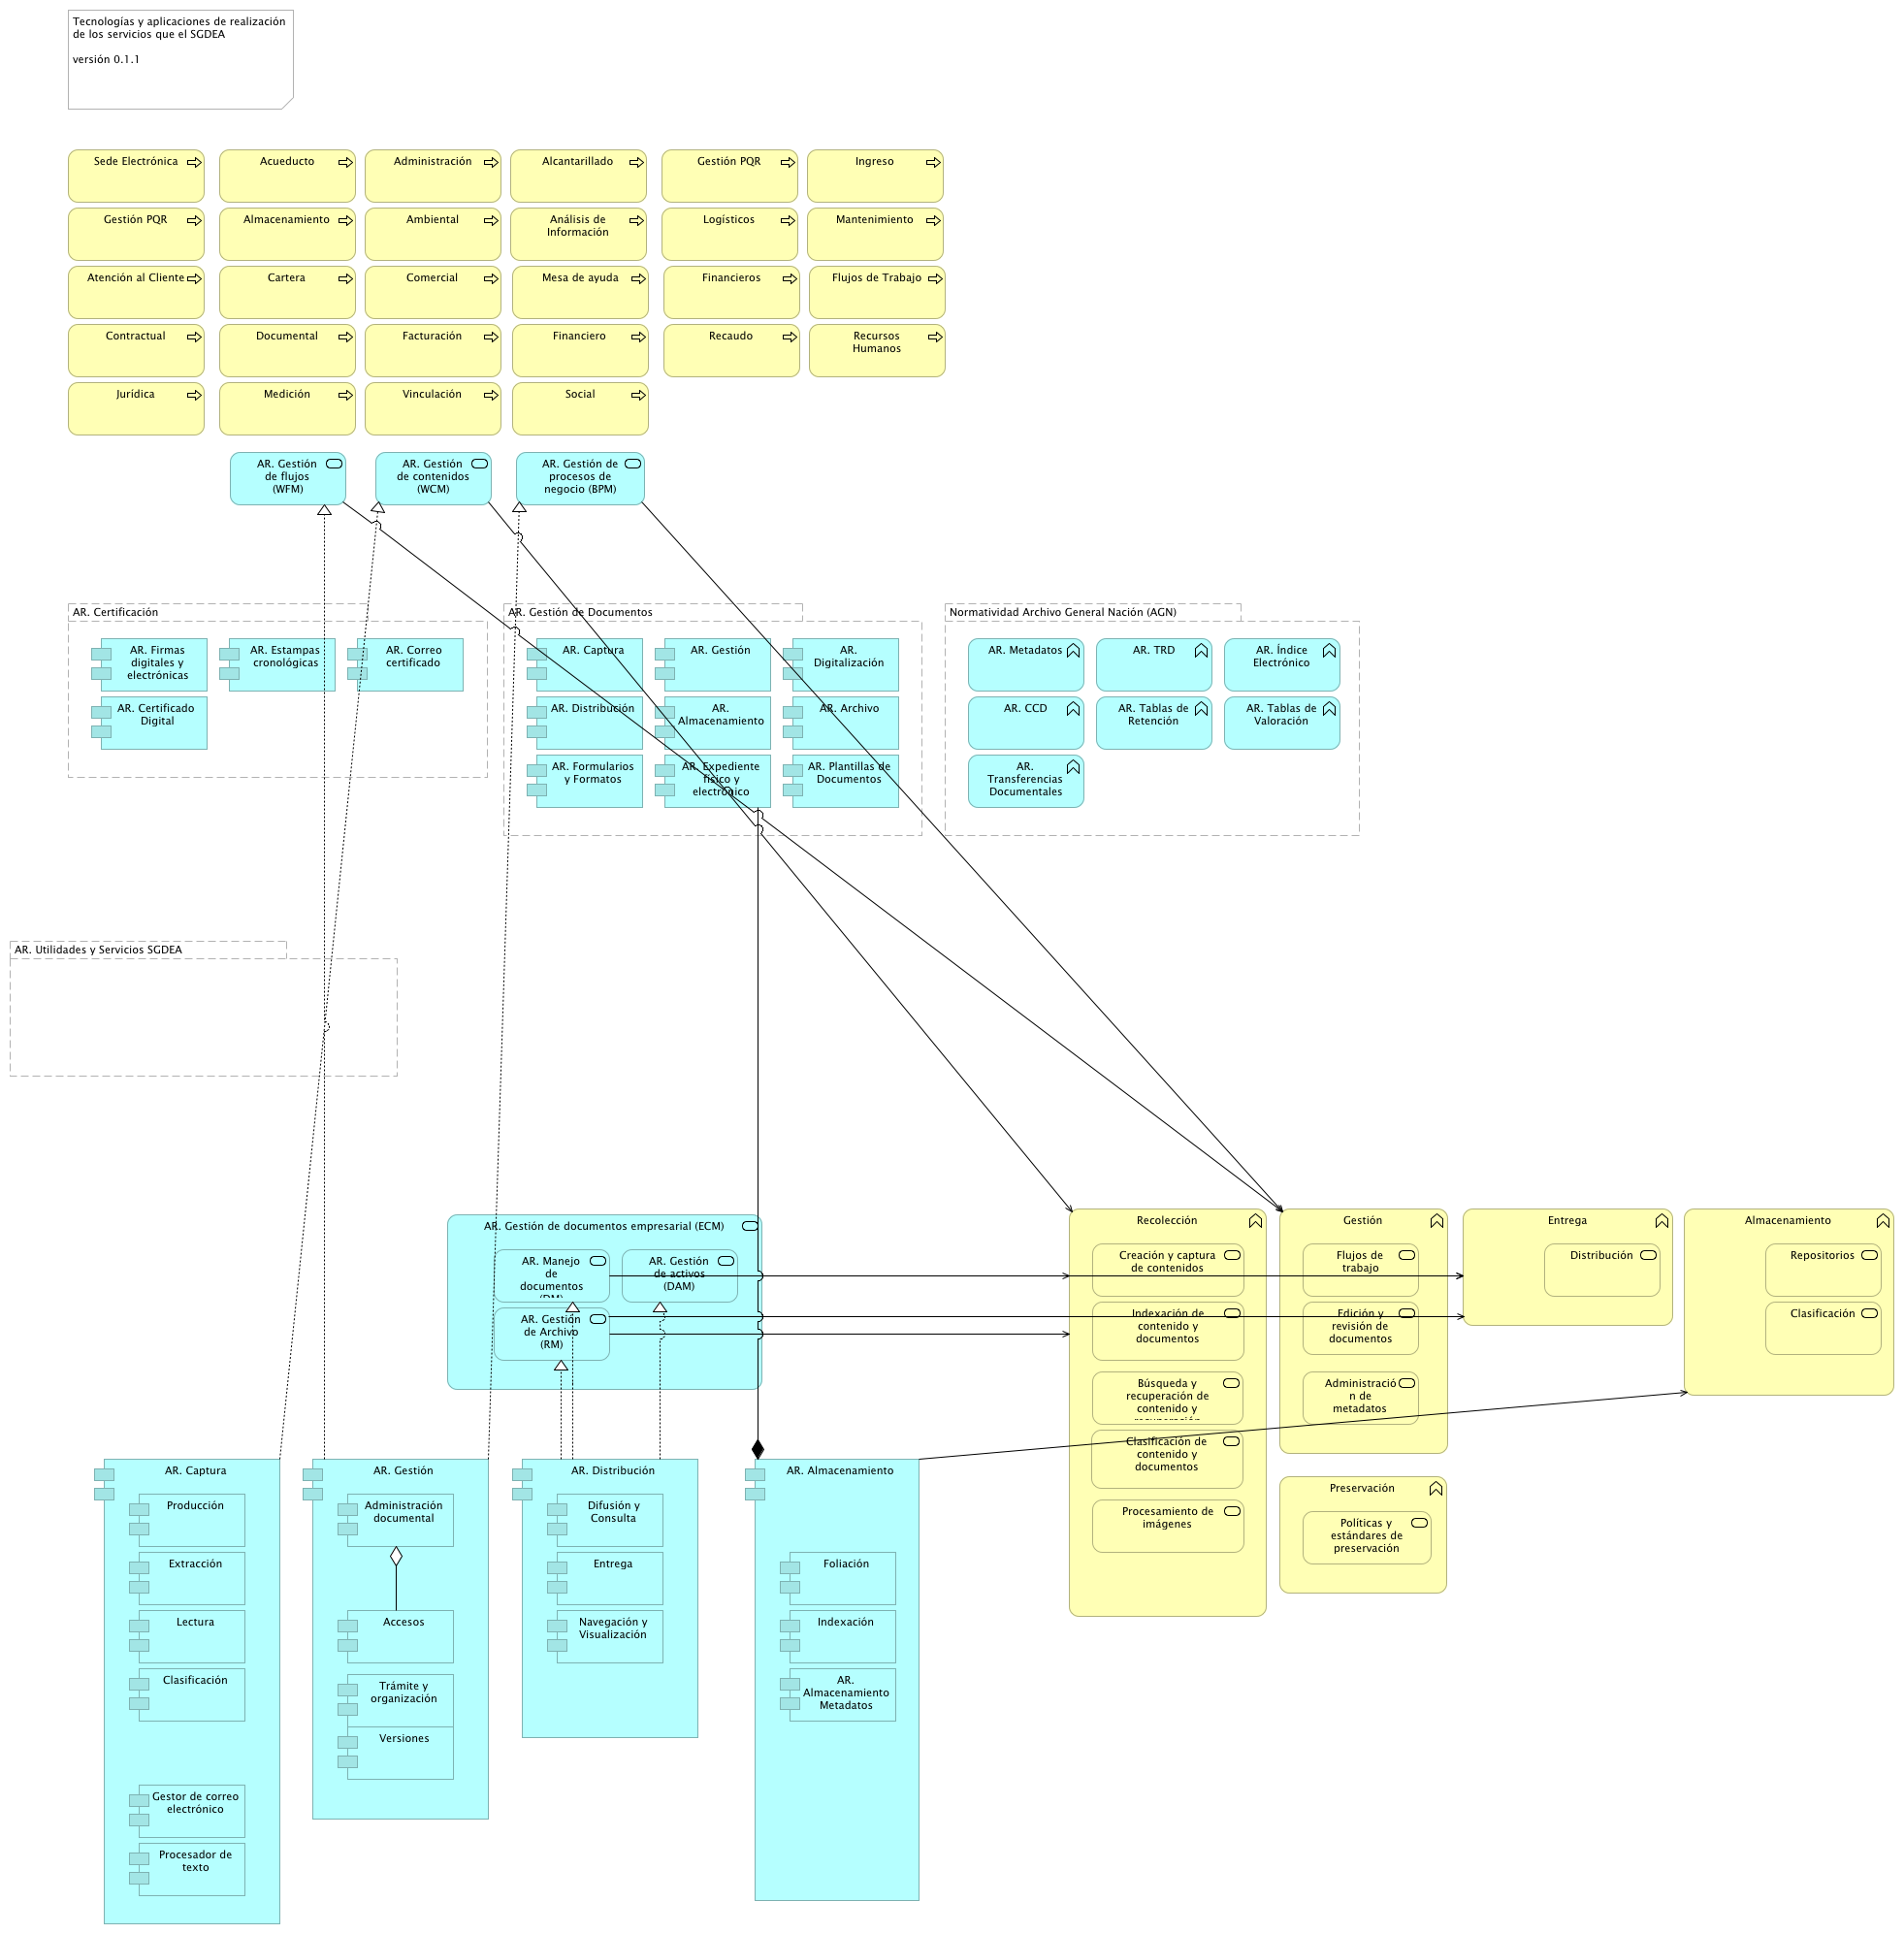 Tecnologías y aplicaciones de realización
de los servicios que el SGDEA
versión 0.1.1
Sede Electrónica
Acueducto
Administración
Alcantarillado
Gestión PQR
Ingreso
Gestión PQR
Almacenamiento
Ambiental
Análisis de
Información
Logísticos
Mantenimiento
Atención al Cliente
Cartera
Comercial
Mesa de ayuda
Financieros
Flujos de Trabajo
Contractual
Documental
Facturación
Financiero
Recaudo
Recursos
Humanos
Jurídica
Medición
Vinculación
Social
AR. Gestión
de flujos
(WFM)
AR. Gestión
de contenidos
(WCM)
AR. Gestión de
procesos de
negocio (BPM)
AR. Certificación
AR. Firmas
digitales y
electrónicas
AR. Estampas
cronológicas
AR. Correo
certificado
AR. Certificado
Digital
AR. Gestión de Documentos
AR. Captura
AR. Gestión
AR.
Digitalización
AR. Distribución
AR.
Almacenamiento
AR. Archivo
AR. Formularios
y Formatos
AR. Expediente
físico y
electrónico
AR. Plantillas de
Documentos
Normatividad Archivo General Nación (AGN)
AR. Metadatos
AR. TRD
AR. Índice
Electrónico
AR. CCD
AR. Tablas de
Retención
AR. Tablas de
Valoración
AR.
Transferencias
Documentales
AR. Utilidades y Servicios SGDEA
AR. Gestión de documentos empresarial (ECM)
AR. Manejo
de
documentos
(DM)
AR. Gestión
de activos
(DAM)
AR. Gestión
de Archivo
(RM)
Recolección
Creación y captura
de contenidos
Indexación de
contenido y
documentos
Búsqueda y
recuperación de
contenido y
recuperación
Clasificación de
contenido y
documentos
Procesamiento de
imágenes
Gestión
Flujos de
trabajo
Edición y
revisión de
documentos
Administració
n de
metadatos
Preservación
Políticas y
estándares de
preservación
Entrega
Distribución
Almacenamiento
Repositorios
Clasificación
AR. Captura
Producción
Extracción
Lectura
Clasificación
Gestor de correo
electrónico
Procesador de
texto
AR. Gestión
Administración
documental
Accesos
Trámite y
organización
Versiones
AR. Distribución
Difusión y
Consulta
Entrega
Navegación y
Visualización
AR. Almacenamiento
Foliación
Indexación
AR.
Almacenamiento
Metadatos